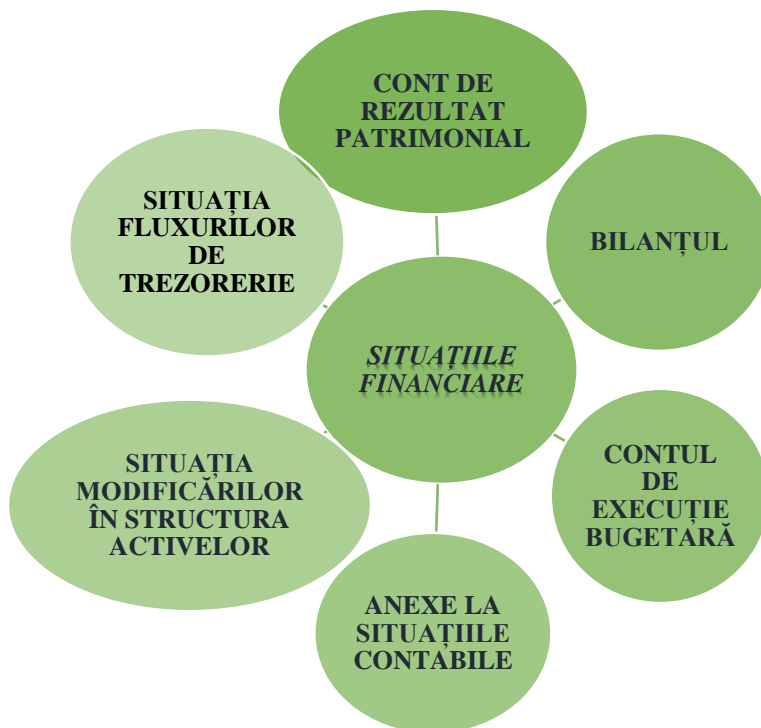 CONT DE
REZULTAT
PATRIMONIAL
SITUAȚIA
FLUXURILOR
DE
TREZORERIE
BILANȚUL
SITUAȚIILE
FINANCIARE
SITUAȚIA
MODIFICĂRILOR
ÎN STRUCTURA
ACTIVELOR
CONTUL
DE
EXECUȚIE
BUGETARĂ
ANEXE LA
SITUAȚIILE
CONTABILE